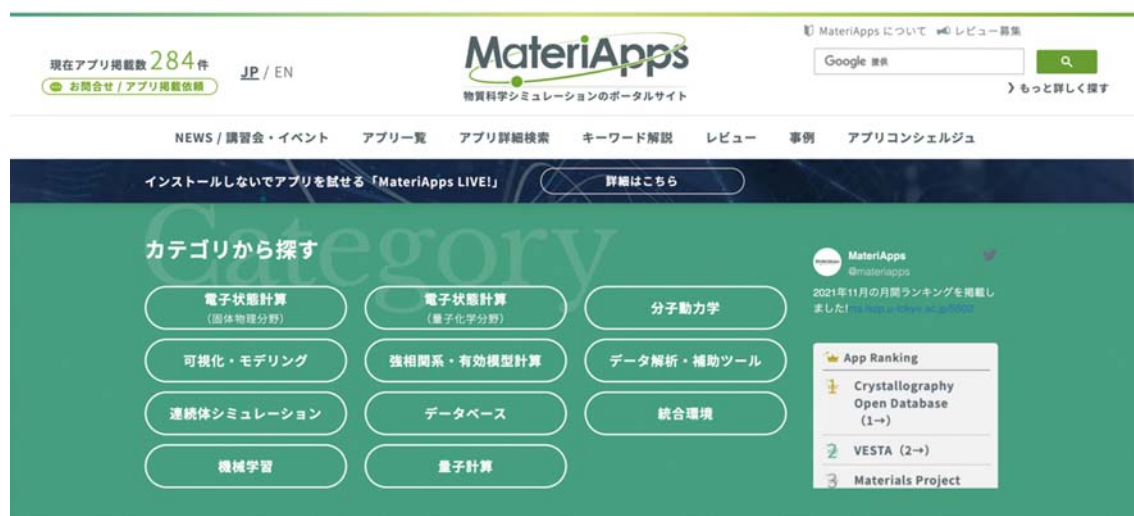 現在アプリ掲載数 284 件
お問合せ / アプリ掲載依頼
JP / EN
MateriApps
物質科学シミュレーションのポータルサイト
MateriApps について レビュー募集
Google 提供
もっと詳しく探す
NEWS / 講習会・イベント アプリ一覧 アプリ詳細検索 キーワード解説 レビュー 事例 アプリコンシェルジュ
インストールしないでアプリを試せる「MateriApps LIVE!」 詳細はこちら
Category
カテゴリから探す
電子状態計算
(固体物理分野)
電子状態計算
(量子化学分野)
分子動力学
可視化・モデリング
強相関系・有効模型計算
データ解析・補助ツール
連続体シミュレーション
データベース
統合環境
機械学習
量子計算
MateriApps
@materiapps
2021年11月の月間ランキングを掲載し
ました!
App Ranking
1 Crystallography
Open Database
(1→)
2 VESTA (2→)
3 Materials Project